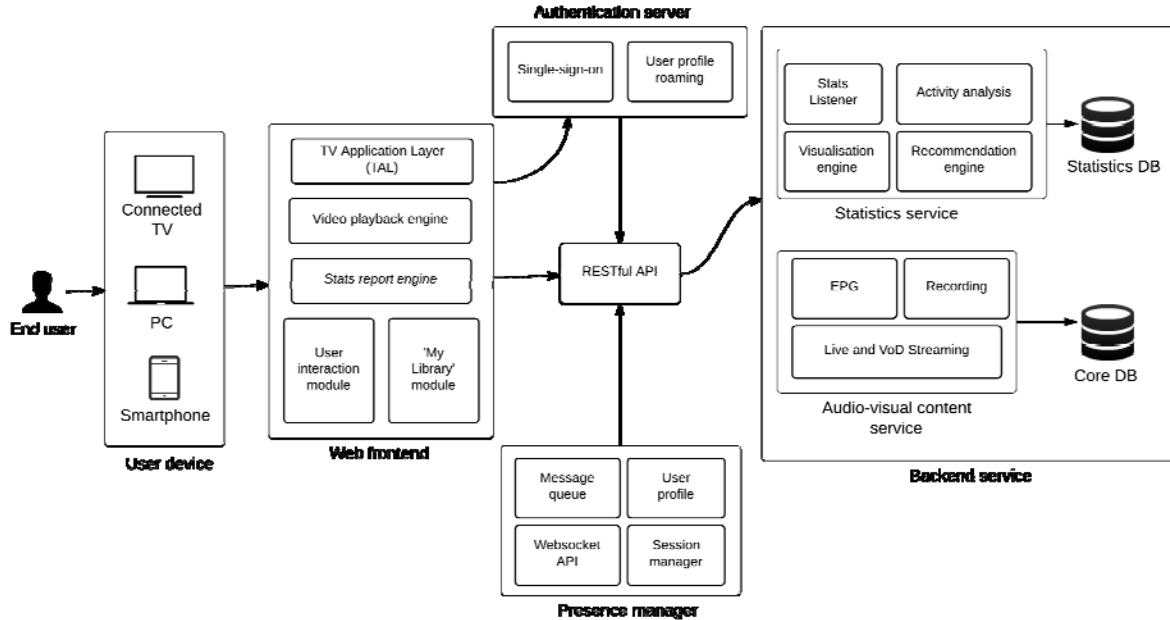 Authentication server
Single-sign-on
User profile
roaming
Stats
Listener
Activity analysis
Visualisation
engine
Recommendation
engine
Statistics service
Statistics DB
TV Application Layer
(TAL)
Video playback engine
Stats report engine
User
interaction
module
'My
Library'
module
Web frontend
Connected
TV
PC
Smartphone
User device
End user
RESTful API
EPG
Recording
Live and VoD Streaming
Audio-visual content
service
Core DB
Backend service
Message
queue
User
profile
Websocket
API
Session
manager
Presence manager